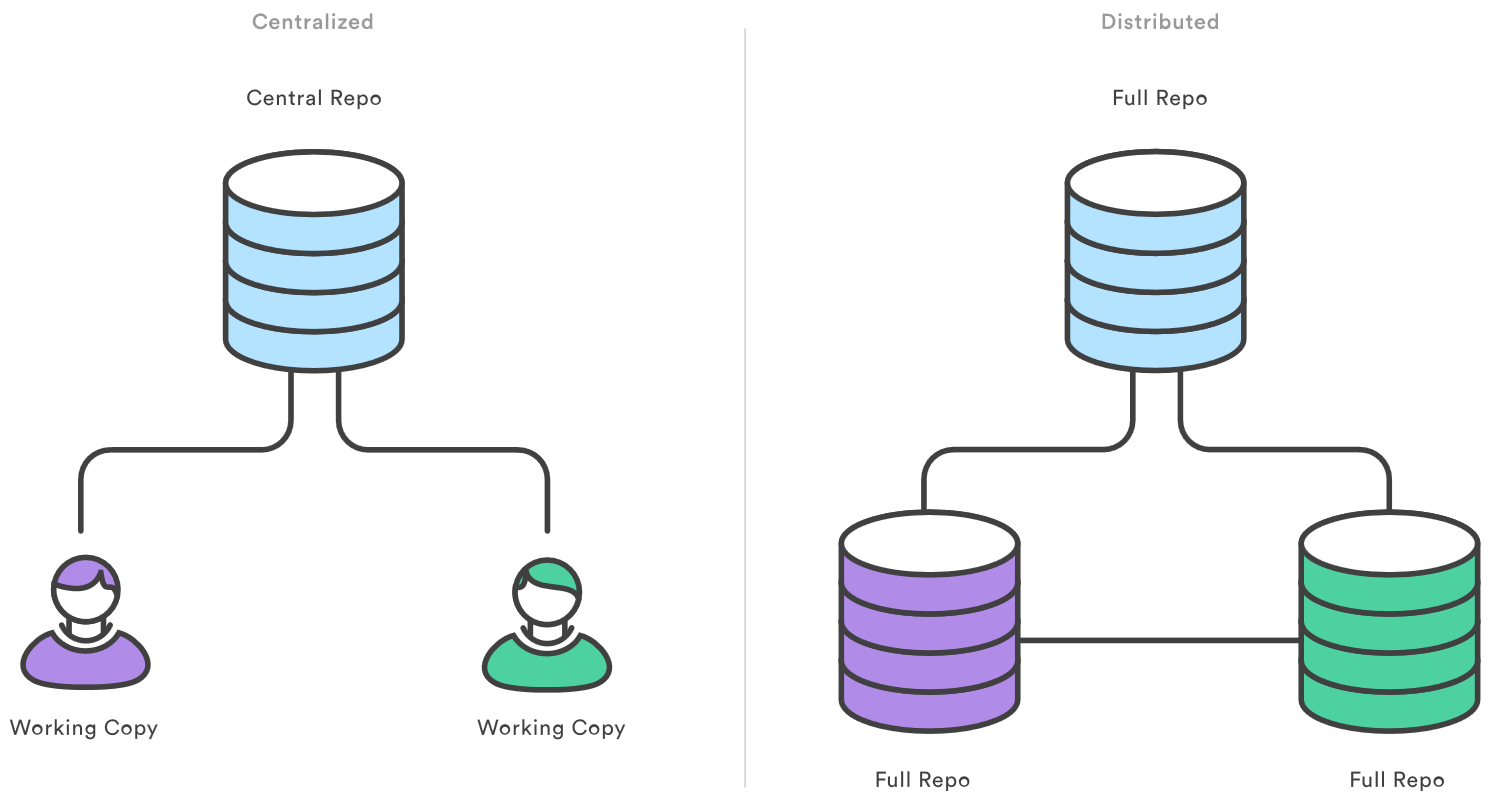 Centralized
Central Repo
Working Copy
Working Copy
Distributed
Full Repo
Full Repo
Full Repo